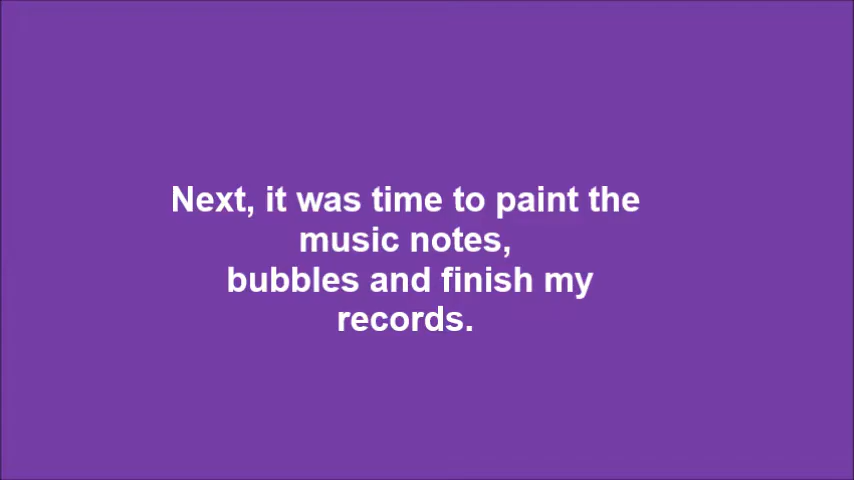 Next, it was time to paint the
music notes,
bubbles and finish my
records.